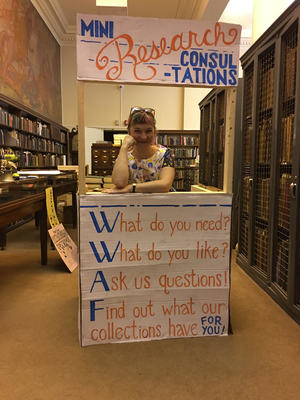 MINI
Research
CONSUL
-TATIONS
What do you need?
What do you like?
Ask us questions!
Find out what our
collections have FOR
YOU!